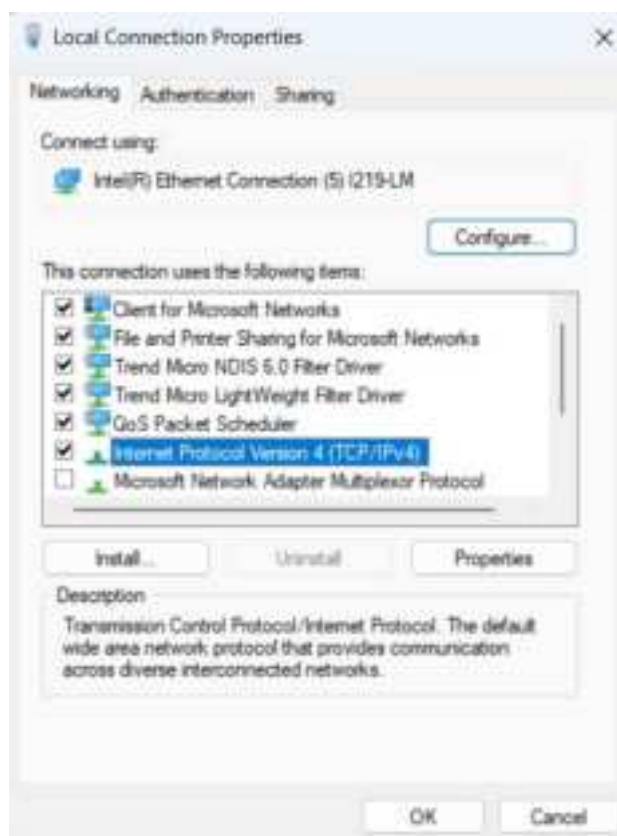 Local Connection Properties
Networking Authentication Sharing
Connect using:
Intel(R) Ethernet Connection (5) I219-LM
Configure...
This connection uses the following items:
Client for Microsoft Networks
File and Printer Sharing for Microsoft Networks
Trend Micro NDIS 6.0 Filter Driver
Trend Micro LightWeight Filter Driver
QoS Packet Scheduler
Internet Protocol Version 4 (TCP/IPv4)
Microsoft Network Adapter Multiplexor Protocol
Install... Uninstall Properties
Description
Transmission Control Protocol/Internet Protocol. The default
wide area network protocol that provides communication
across diverse interconnected networks.
OK Cancel